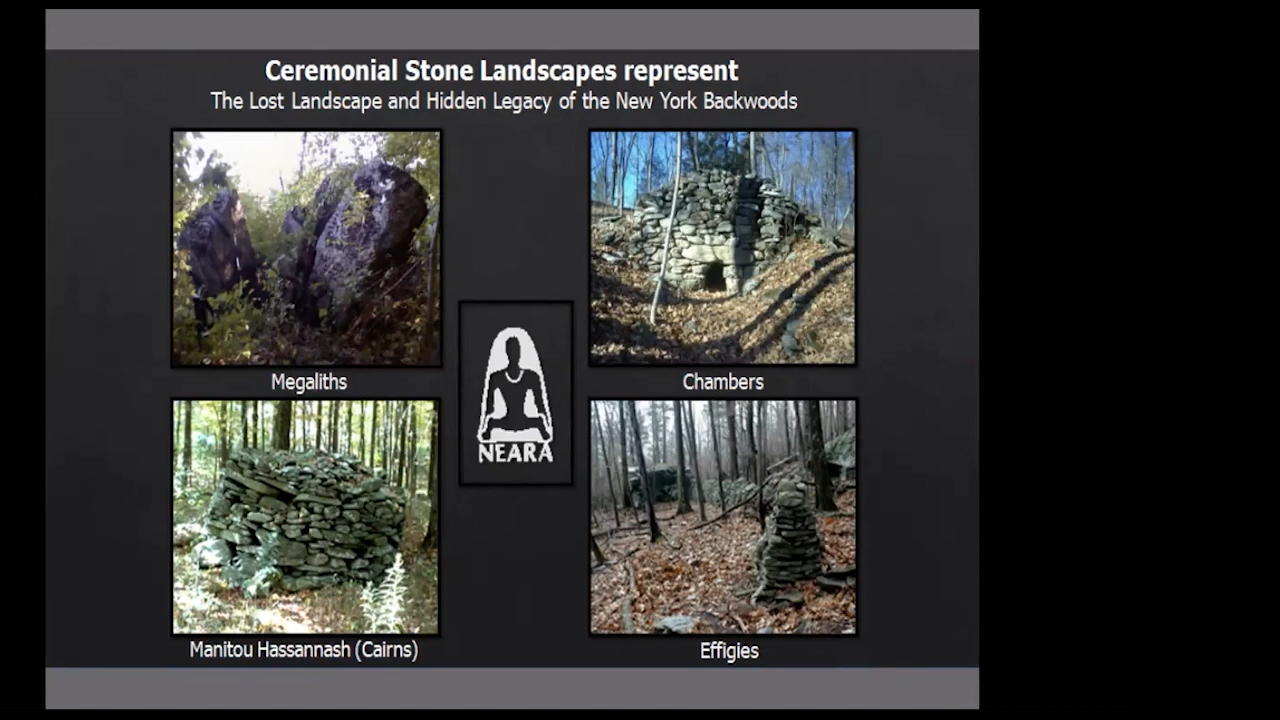 Ceremonial Stone Landscapes represent
The Lost Landscape and Hidden Legacy of the New York Backwoods
Megaliths
Chambers
NEARA
Manitou Hassannash (Cairns)
Effigies